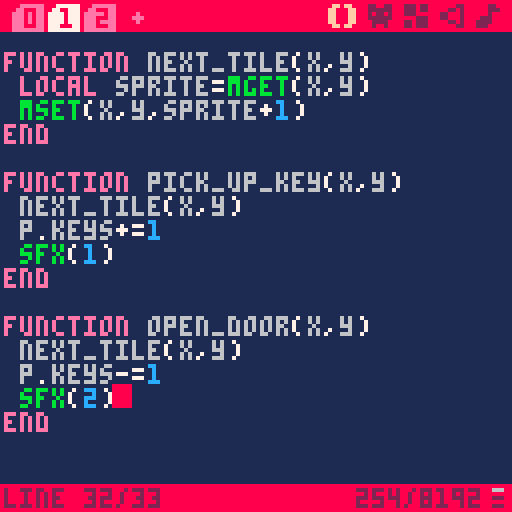 0 1 2 +
FUNCTION NEXT_TILE(X,Y)
LOCAL SPRITE=MGET(X,Y)
MSET(X,Y,SPRITE+1)
END
FUNCTION PICK_UP_KEY(X,Y)
NEXT_TILE(X,Y)
P.KEYS+=1
SFX(1)
END
FUNCTION OPEN_DOOR(X,Y)
NEXT_TILE(X,Y)
P.KEYS-=1
SFX(2)
END
LINE 32/33 254/8192